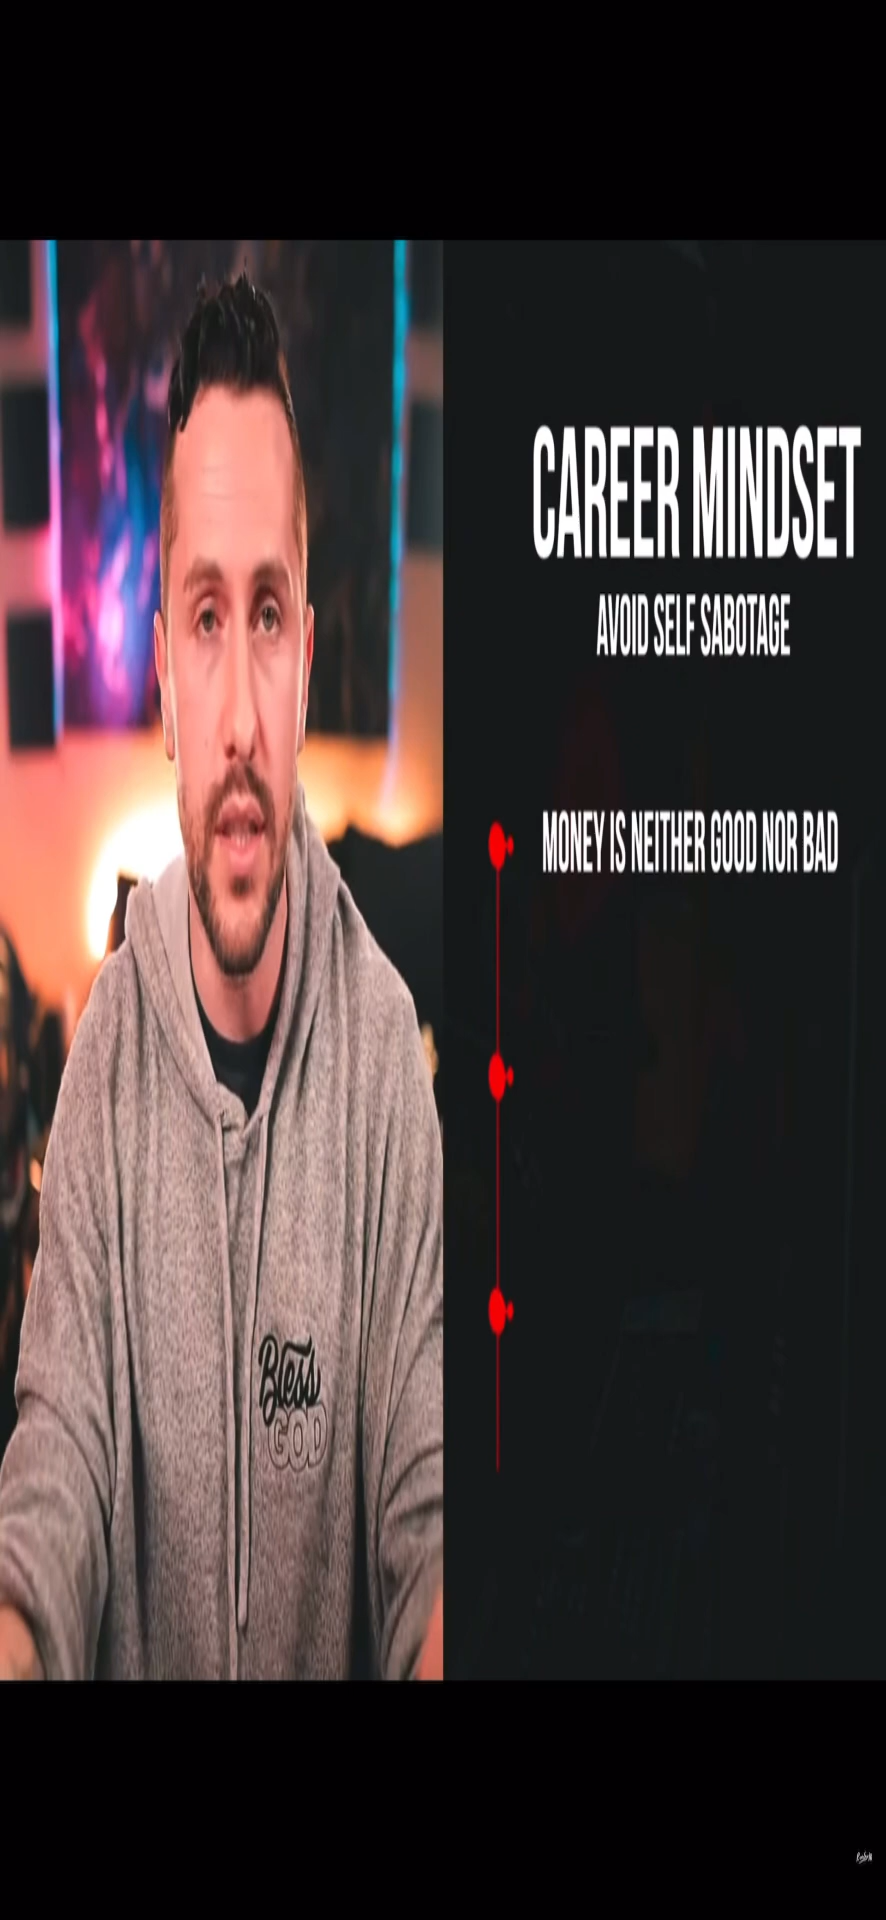 CAREER MINDSET
AVOID SELF SABOTAGE
MONEY IS NEITHER GOOD NOR BAD
Bless
GOD